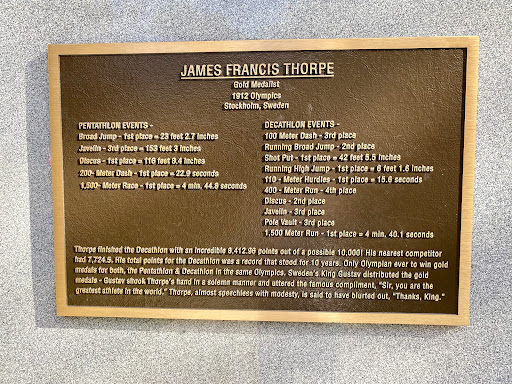 JAMES FRANCIS THORPE
Gold Medalist
1912 Olympics
Stockholm, Sweden
PENTATHLON EVENTS -
Broad Jump - 1st place = 23 feet 2.7 inches
Javelin - 3rd place = 153 feet 3 inches
Discus - 1st place = 116 feet 8.4 inches
200- Meter Dash - 1st place = 22.9 seconds
1,500- Meter Race - 1st place = 4 min. 44.8 seconds
DECATHLON EVENTS -
100 Meter Dash - 3rd place
Running Broad Jump - 2nd place
Shot Put - 1st place = 42 feet 5.5 inches
Running High Jump - 1st place = 6 feet 1.6 inches
110 - Meter Hurdles - 1st place = 15.6 seconds
400 - Meter Run - 4th place
Discus - 2nd place
Javelin - 3rd place
Pole Vault - 3rd place
1,500 Meter Run - 1st place = 4 min. 40.1 seconds
Thorpe finished the Decathlon with an incredible 8,412.96 points out of a possible 10,000! His nearest competitor
had 7,724.5. His total points for the Decathlon was a record that stood for 10 years. Only Olympian ever to win gold
medals for both, the Pentathlon & Decathlon in the same Olympics. Sweden's King Gustav distributed the gold
medals - Gustav shook Thorpe's hand in a solemn manner and uttered the famous compliment, "Sir, you are the
greatest athlete in the world." Thorpe, almost speechless with modesty, is said to have blurted out, "Thanks, King."